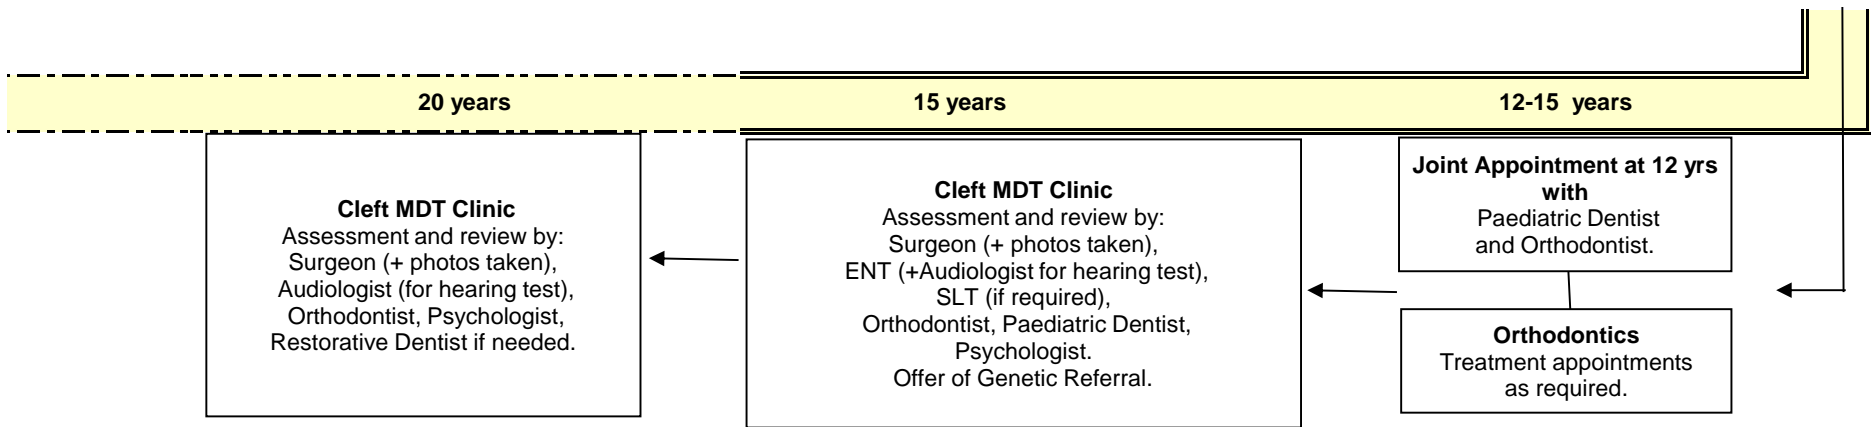 20 years
15 years
12-15 years
Cleft MDT Clinic
Assessment and review by:
Surgeon (+ photos taken),
Audiologist (for hearing test),
Orthodontist, Psychologist,
Restorative Dentist if needed.
Cleft MDT Clinic
Assessment and review by:
Surgeon (+ photos taken),
ENT (+Audiologist for hearing test),
SLT (if required),
Orthodontist, Paediatric Dentist,
Psychologist.
Offer of Genetic Referral.
Joint Appointment at 12 yrs
with
Paediatric Dentist
and Orthodontist.
Orthodontics
Treatment appointments
as required.